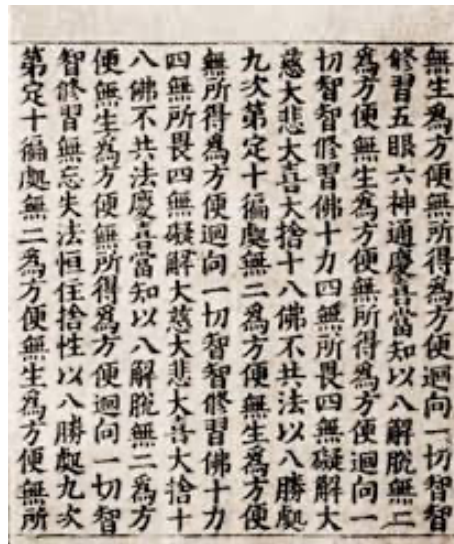 無生爲方便無所得爲方便迴向一切智智
修習五眼六神通慶喜當知以八解脫無二
爲方便無生爲方便無所得爲方便迴向一
切智智修習佛十力四無所畏四無礙解大
慈大悲大喜大捨十八佛不共法以八勝處
九次第定十徧處無二爲方便無生爲方便
無所得爲方便迴向一切智智修習佛十力
四無所畏四無礙解大慈大悲大喜大捨十
八佛不共法慶喜當知以八解脫無二爲方
便無生爲方便無所得爲方便迴向一切智
智修習無忘失法恒住捨性以八勝處九次
第定十徧處無二爲方便無生爲方便無所